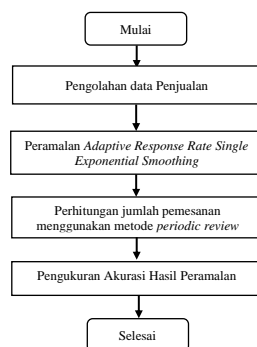 Mulai
Pengolahan data Penjualan
Peramalan Adaptive Response Rate Single
Exponential Smoothing
Perhitungan jumlah pemesanan
menggunakan metode periodic review
Pengukuran Akurasi Hasil Peramalan
Selesai